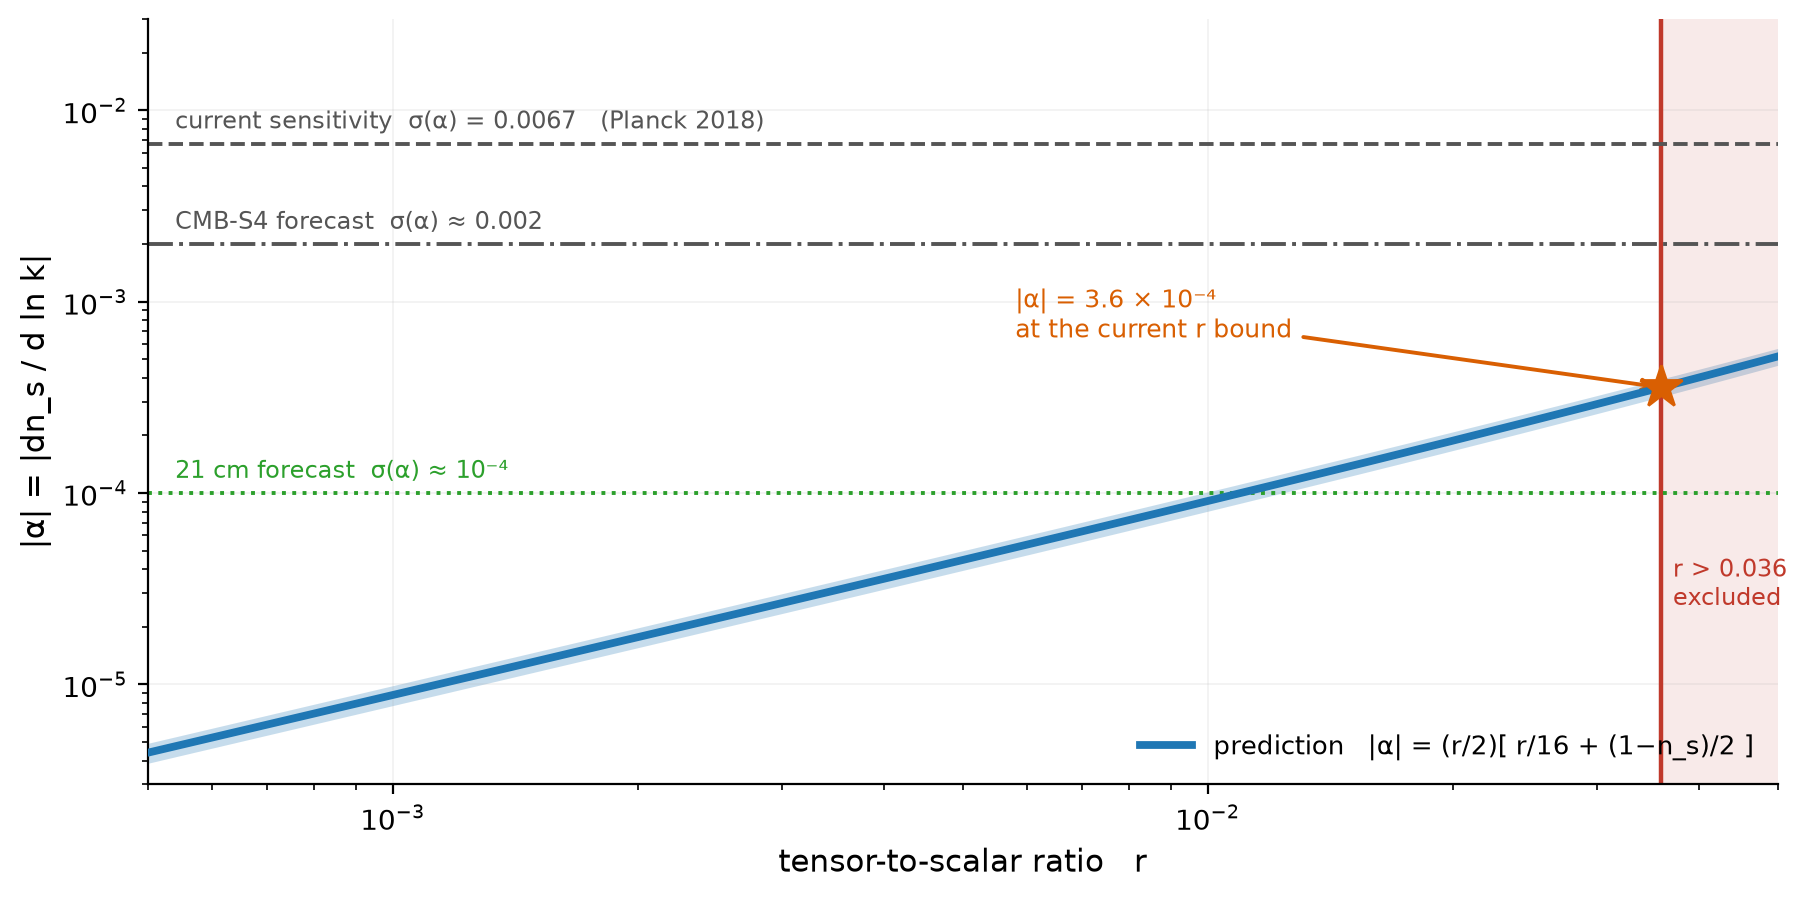 10⁻²
10⁻³
10⁻⁴
10⁻⁵
|α| = |dn_s / d ln k|
current sensitivity σ(α) = 0.0067 (Planck 2018)
CMB-S4 forecast σ(α) ≈ 0.002
|α| = 3.6 × 10⁻⁴
at the current r bound
21 cm forecast σ(α) ≈ 10⁻⁴
r > 0.036
excluded
prediction |α| = (r/2)[ r/16 + (1−n_s)/2 ]
10⁻³
10⁻²
tensor-to-scalar ratio r